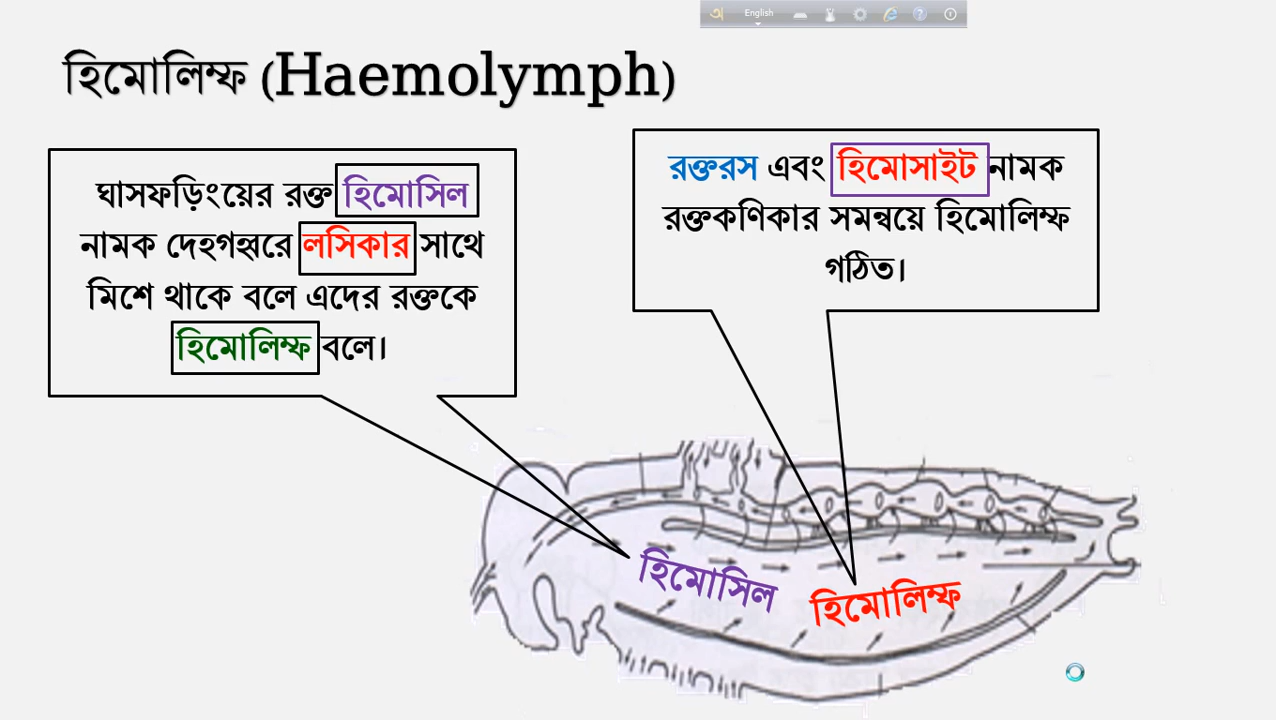 English
হিমোলিম্ফ (Haemolymph)
ঘাসফড়িংয়ের রক্ত হিমোসিল
নামক দেহগহ্বরে লসিকার সাথে
মিশে থাকে বলে এদের রক্তকে
হিমোলিম্ফ বলে।
রক্তরস এবং হিমোসাইট নামক
রক্তকণিকার সমন্বয়ে হিমোলিম্ফ
গঠিত।
হিমোসিল
হিমোলিম্ফ